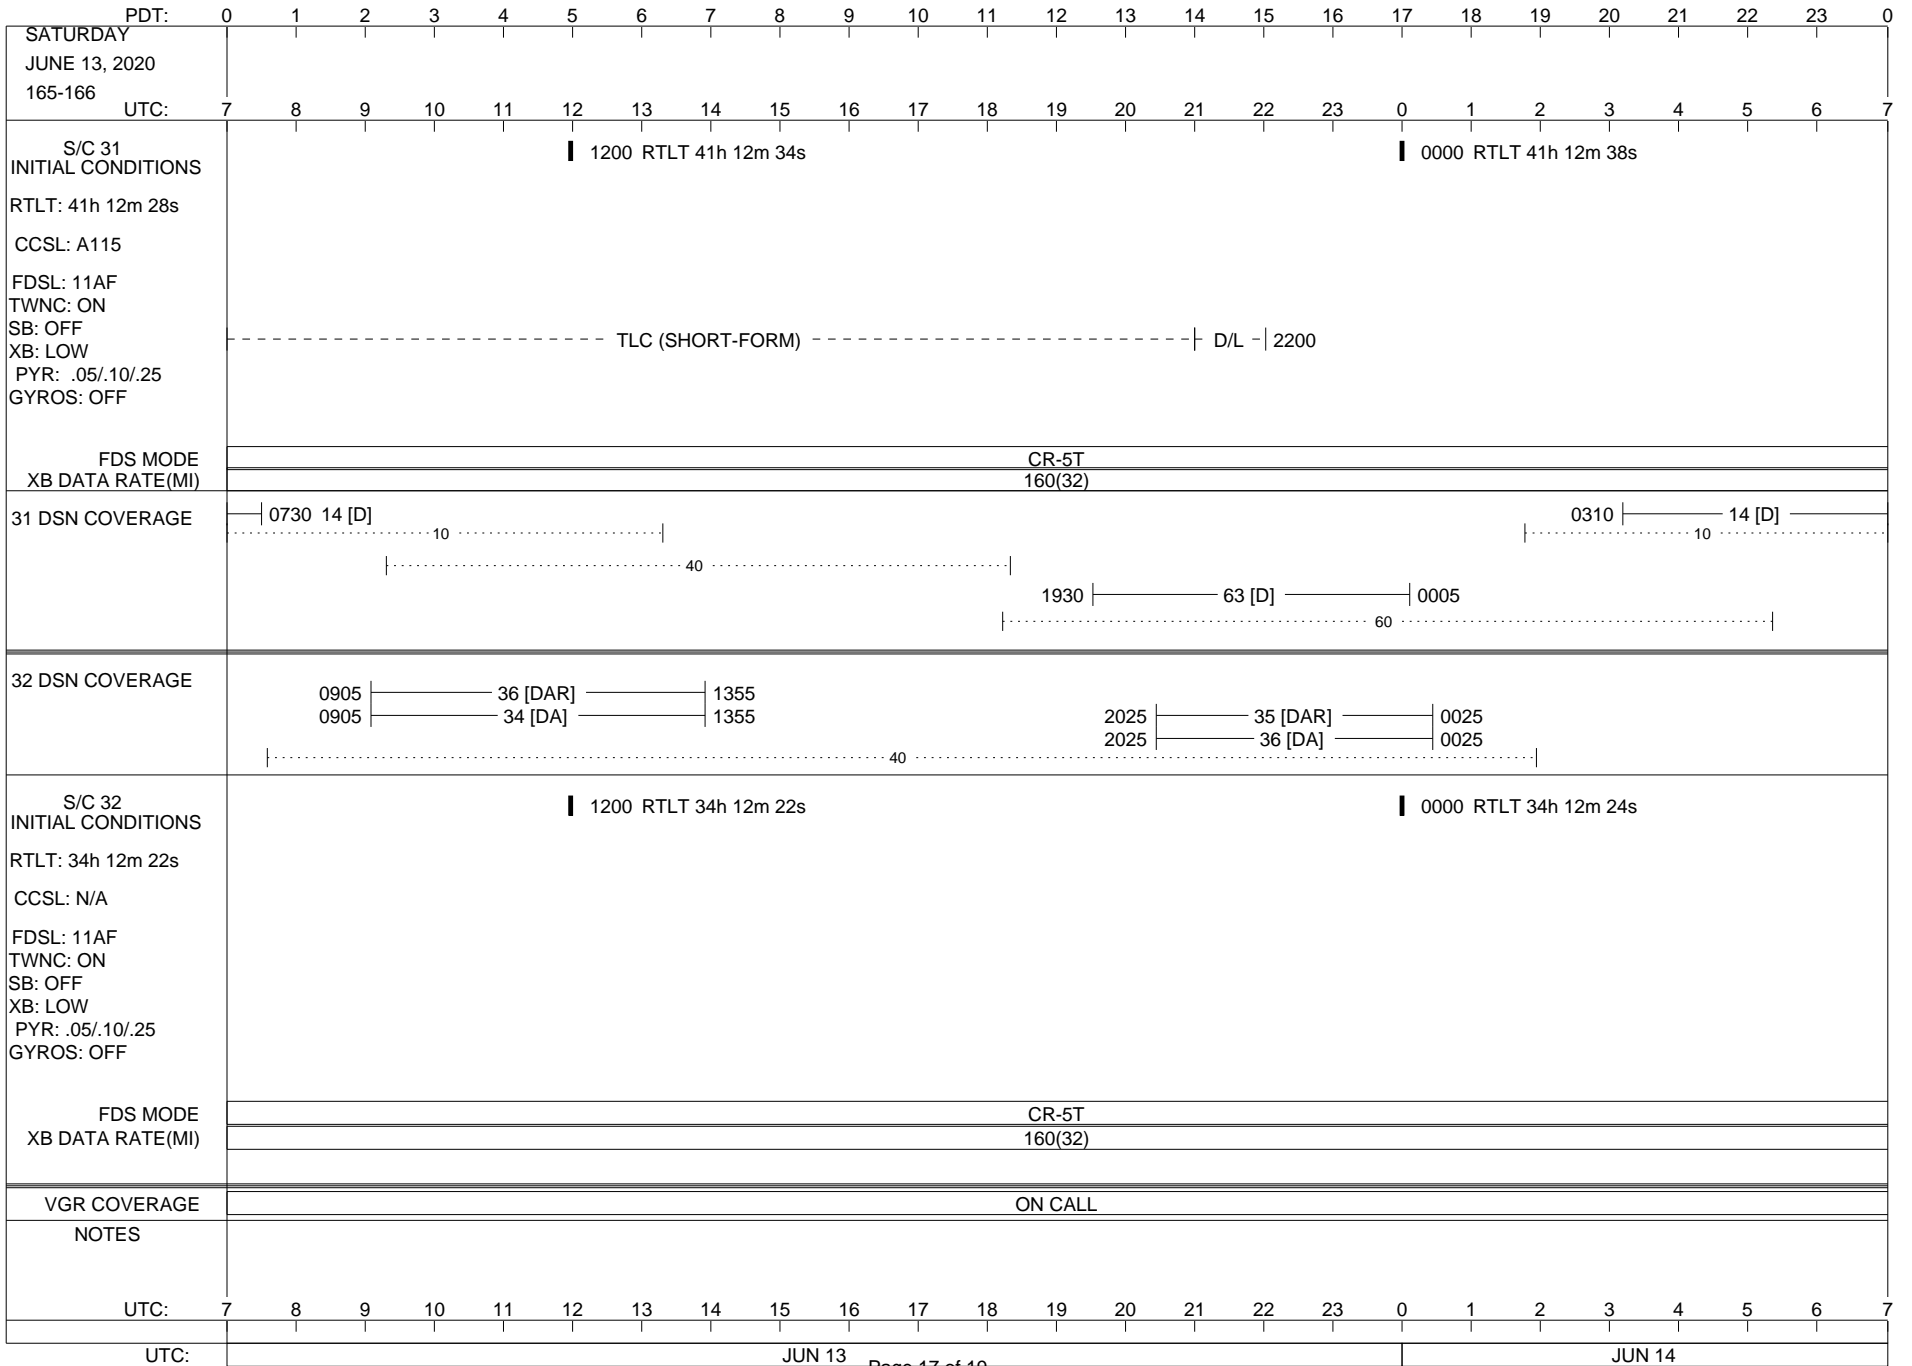 PDT: 0 1 2 3 4 5 6 7 8 9 10 11 12 13 14 15 16 17 18 19 20 21 22 23 0
SATURDAY
JUNE 13, 2020
165-166
UTC: 7 8 9 10 11 12 13 14 15 16 17 18 19 20 21 22 23 0 1 2 3 4 5 6 7
S/C 31
INITIAL CONDITIONS
1200 RTLT 41h 12m 34s 0000 RTLT 41h 12m 38s
RTLT: 41h 12m 28s
CCSL: A115
FDSL: 11AF
TWNC: ON
SB: OFF
TLC (SHORT-FORM) D/L 2200
XB: LOW
PYR: .05/.10/.25
GYROS: OFF
FDS MODE CR-5T
XB DATA RATE(MI) 160(32)
31 DSN COVERAGE 0730 14 [D] 0310 14 [D]
10 10
40
1930 63 [D] 0005
60
32 DSN COVERAGE
0905 36 [DAR] 1355
0905 34 [DA] 1355 2025 35 [DAR] 0025
2025 36 [DA] 0025
40
S/C 32
INITIAL CONDITIONS
1200 RTLT 34h 12m 22s 0000 RTLT 34h 12m 24s
RTLT: 34h 12m 22s
CCSL: N/A
FDSL: 11AF
TWNC: ON
SB: OFF
XB: LOW
PYR: .05/.10/.25
GYROS: OFF
FDS MODE CR-5T
XB DATA RATE(MI) 160(32)
VGR COVERAGE ON CALL
NOTES
UTC: 7 8 9 10 11 12 13 14 15 16 17 18 19 20 21 22 23 0 1 2 3 4 5 6 7
UTC: JUN 13 JUN 14
Page 17 of 19